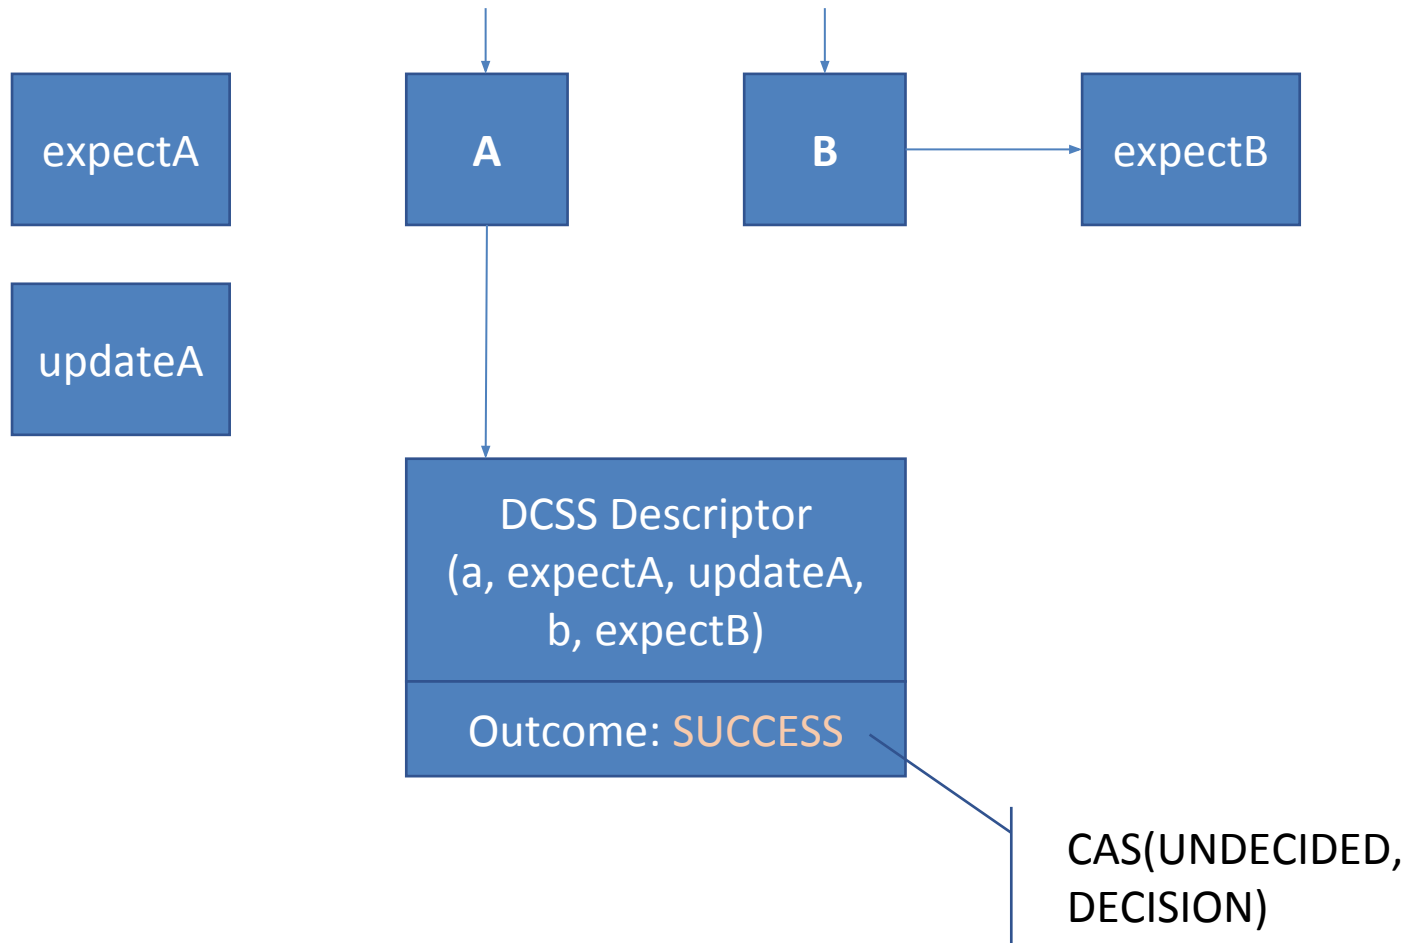 expectA
A
B
expectB
updateA
DCSS Descriptor
(a, expectA, updateA,
b, expectB)
Outcome: SUCCESS
CAS(UNDECIDED,
DECISION)